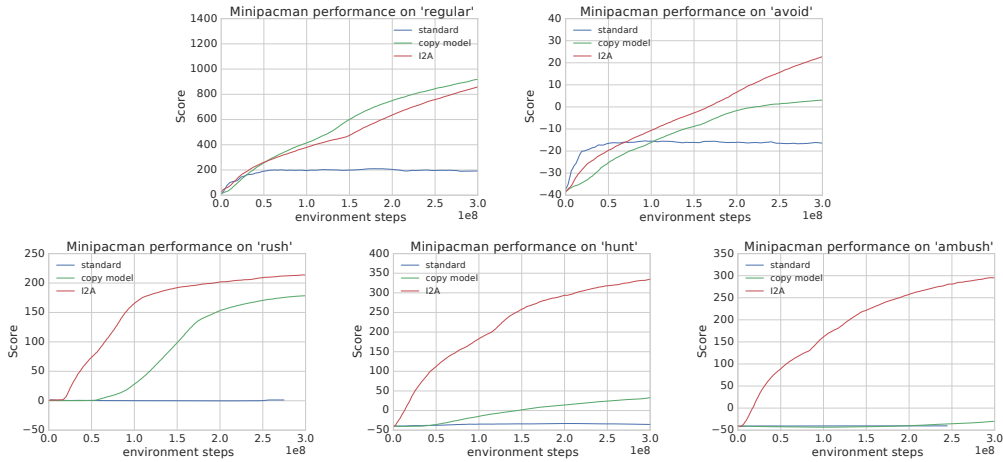 Minipacman performance on 'regular'
1400
1200
1000
800
600
400
200
0
Score
standard
copy model
I2A
0.0 0.5 1.0 1.5 2.0 2.5 3.0
environment steps 1e8
Minipacman performance on 'avoid'
40
30
20
10
0
−10
−20
−30
−40
Score
standard
copy model
I2A
0.0 0.5 1.0 1.5 2.0 2.5 3.0
environment steps 1e8
Minipacman performance on 'rush'
250
200
150
100
50
0
−50
Score
standard
copy model
I2A
0.0 0.5 1.0 1.5 2.0 2.5 3.0
environment steps 1e8
Minipacman performance on 'hunt'
400
350
300
250
200
150
100
50
0
−50
Score
standard
copy model
I2A
0.0 0.5 1.0 1.5 2.0 2.5 3.0
environment steps 1e8
Minipacman performance on 'ambush'
350
300
250
200
150
100
50
0
−50
Score
standard
copy model
I2A
0.0 0.5 1.0 1.5 2.0 2.5 3.0
environment steps 1e8